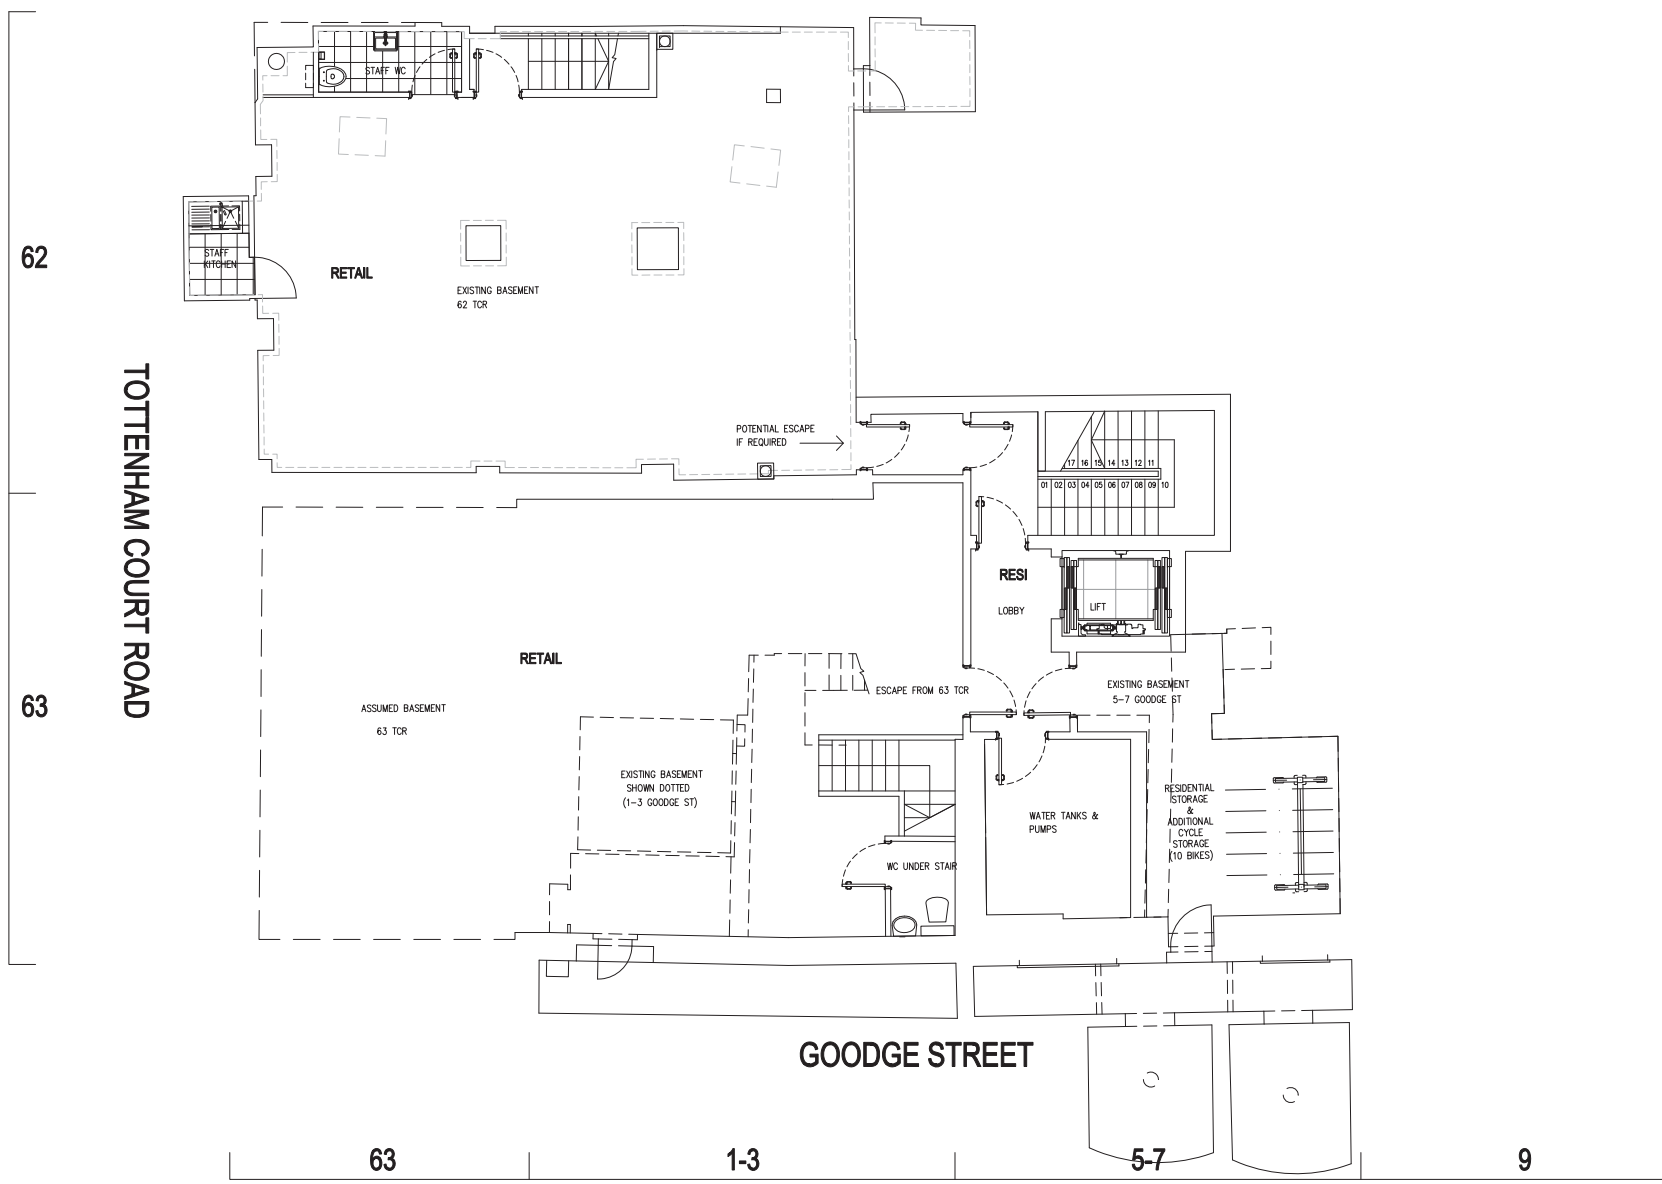 STAFF WC
62
STAFF
KITCHEN
RETAIL
EXISTING BASEMENT
62 TCR
POTENTIAL ESCAPE
IF REQUIRED
17 16 15 14 13 12 11
01 02 03 04 05 06 07 08 09 10
TOTTENHAM COURT ROAD
RESI
LOBBY
LIFT
63
RETAIL
ASSUMED BASEMENT
63 TCR
ESCAPE FROM 63 TCR
EXISTING BASEMENT
5-7 GOODGE ST
EXISTING BASEMENT
SHOWN DOTTED
(1-3 GOODGE ST)
WATER TANKS &
PUMPS
RESIDENTIAL
STORAGE
&
ADDITIONAL
CYCLE
STORAGE
(10 BIKES)
WC UNDER STAIR
GOODGE STREET
63
1-3
5-7
9